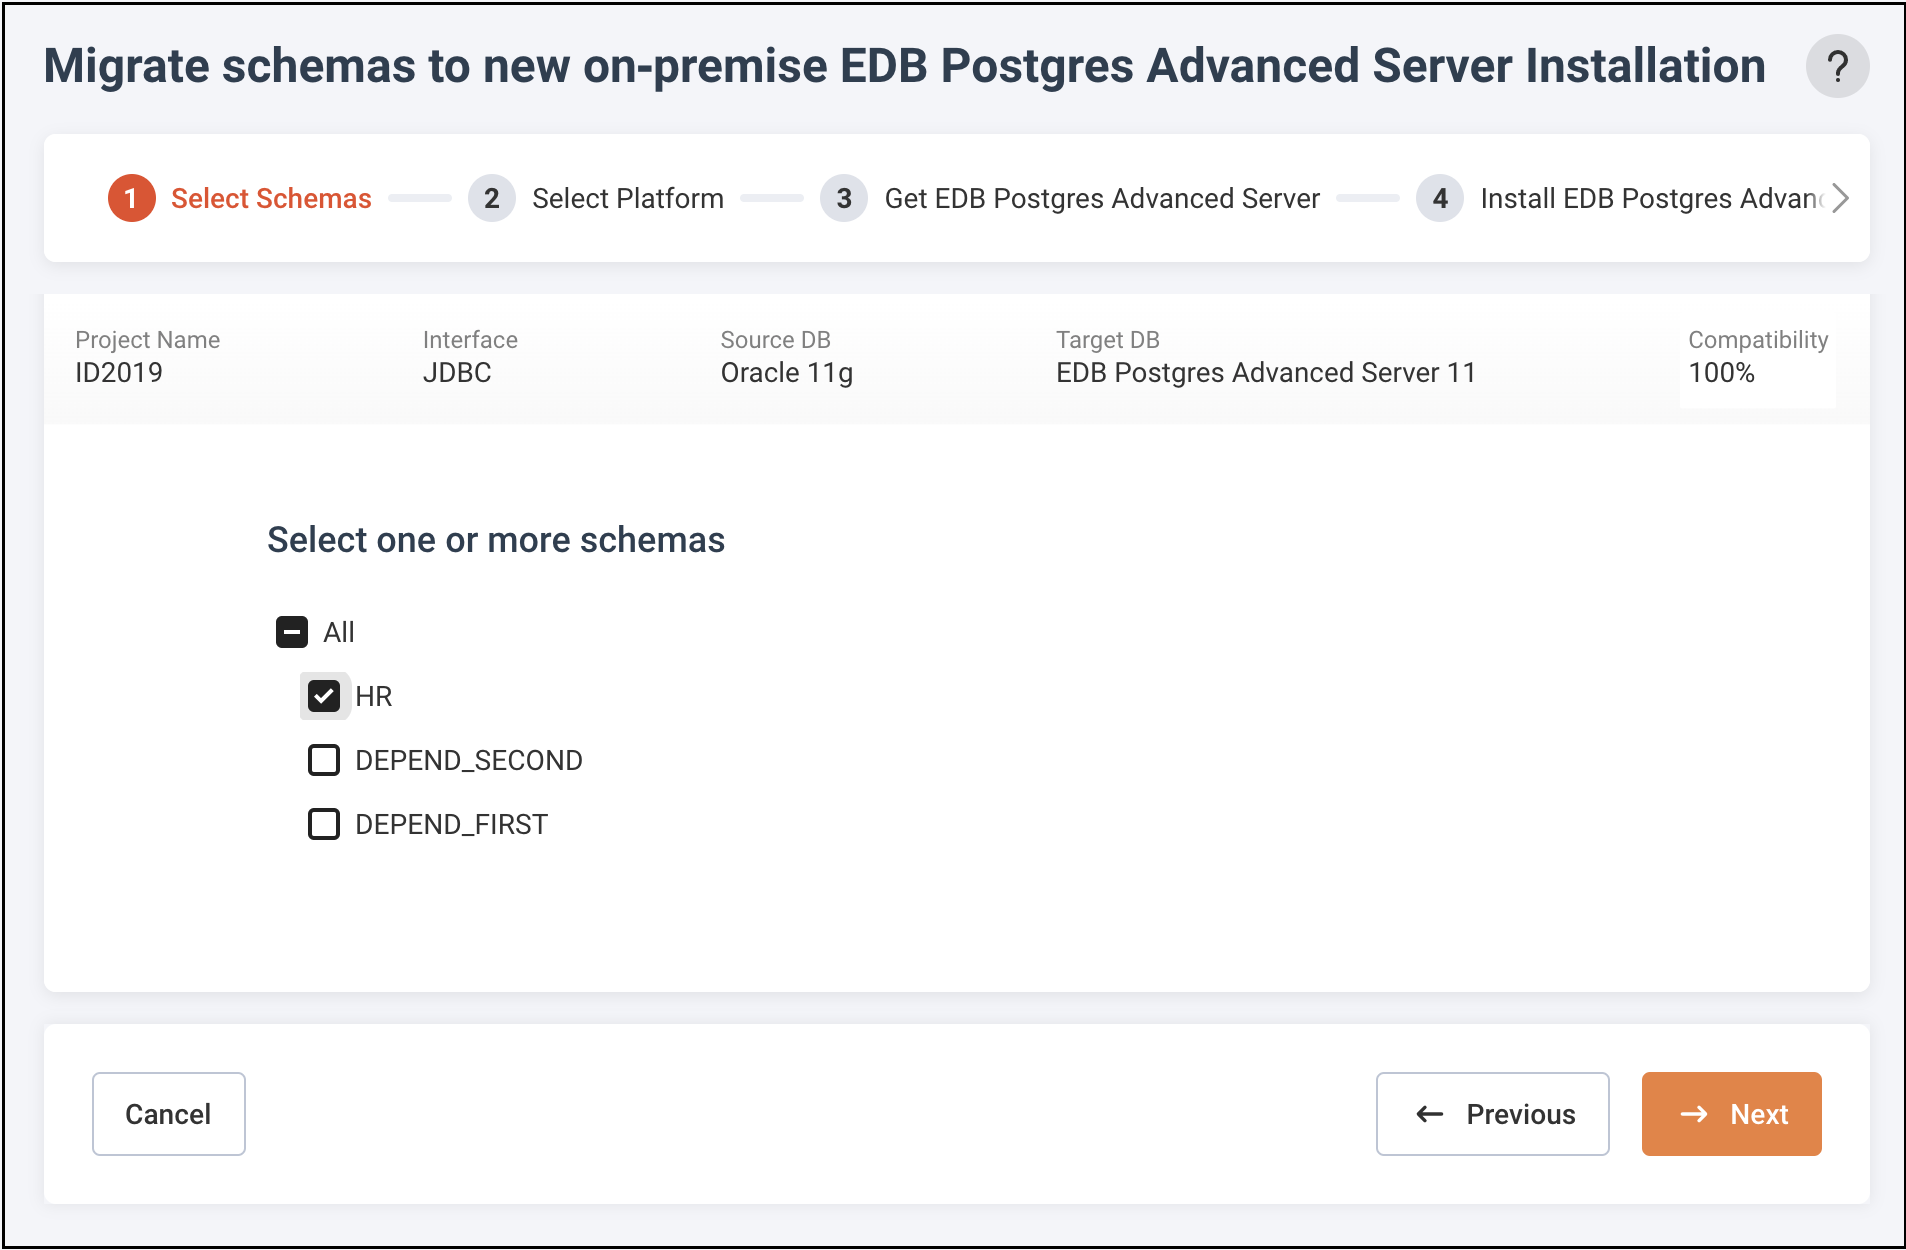 Migrate schemas to new on-premise EDB Postgres Advanced Server Installation
?
1 Select Schemas 2 Select Platform 3 Get EDB Postgres Advanced Server 4 Install EDB Postgres Advanc
Project Name Interface Source DB Target DB Compatibility
ID2019 JDBC Oracle 11g EDB Postgres Advanced Server 11 100%
Select one or more schemas
All
HR
DEPEND_SECOND
DEPEND_FIRST
Cancel Previous Next